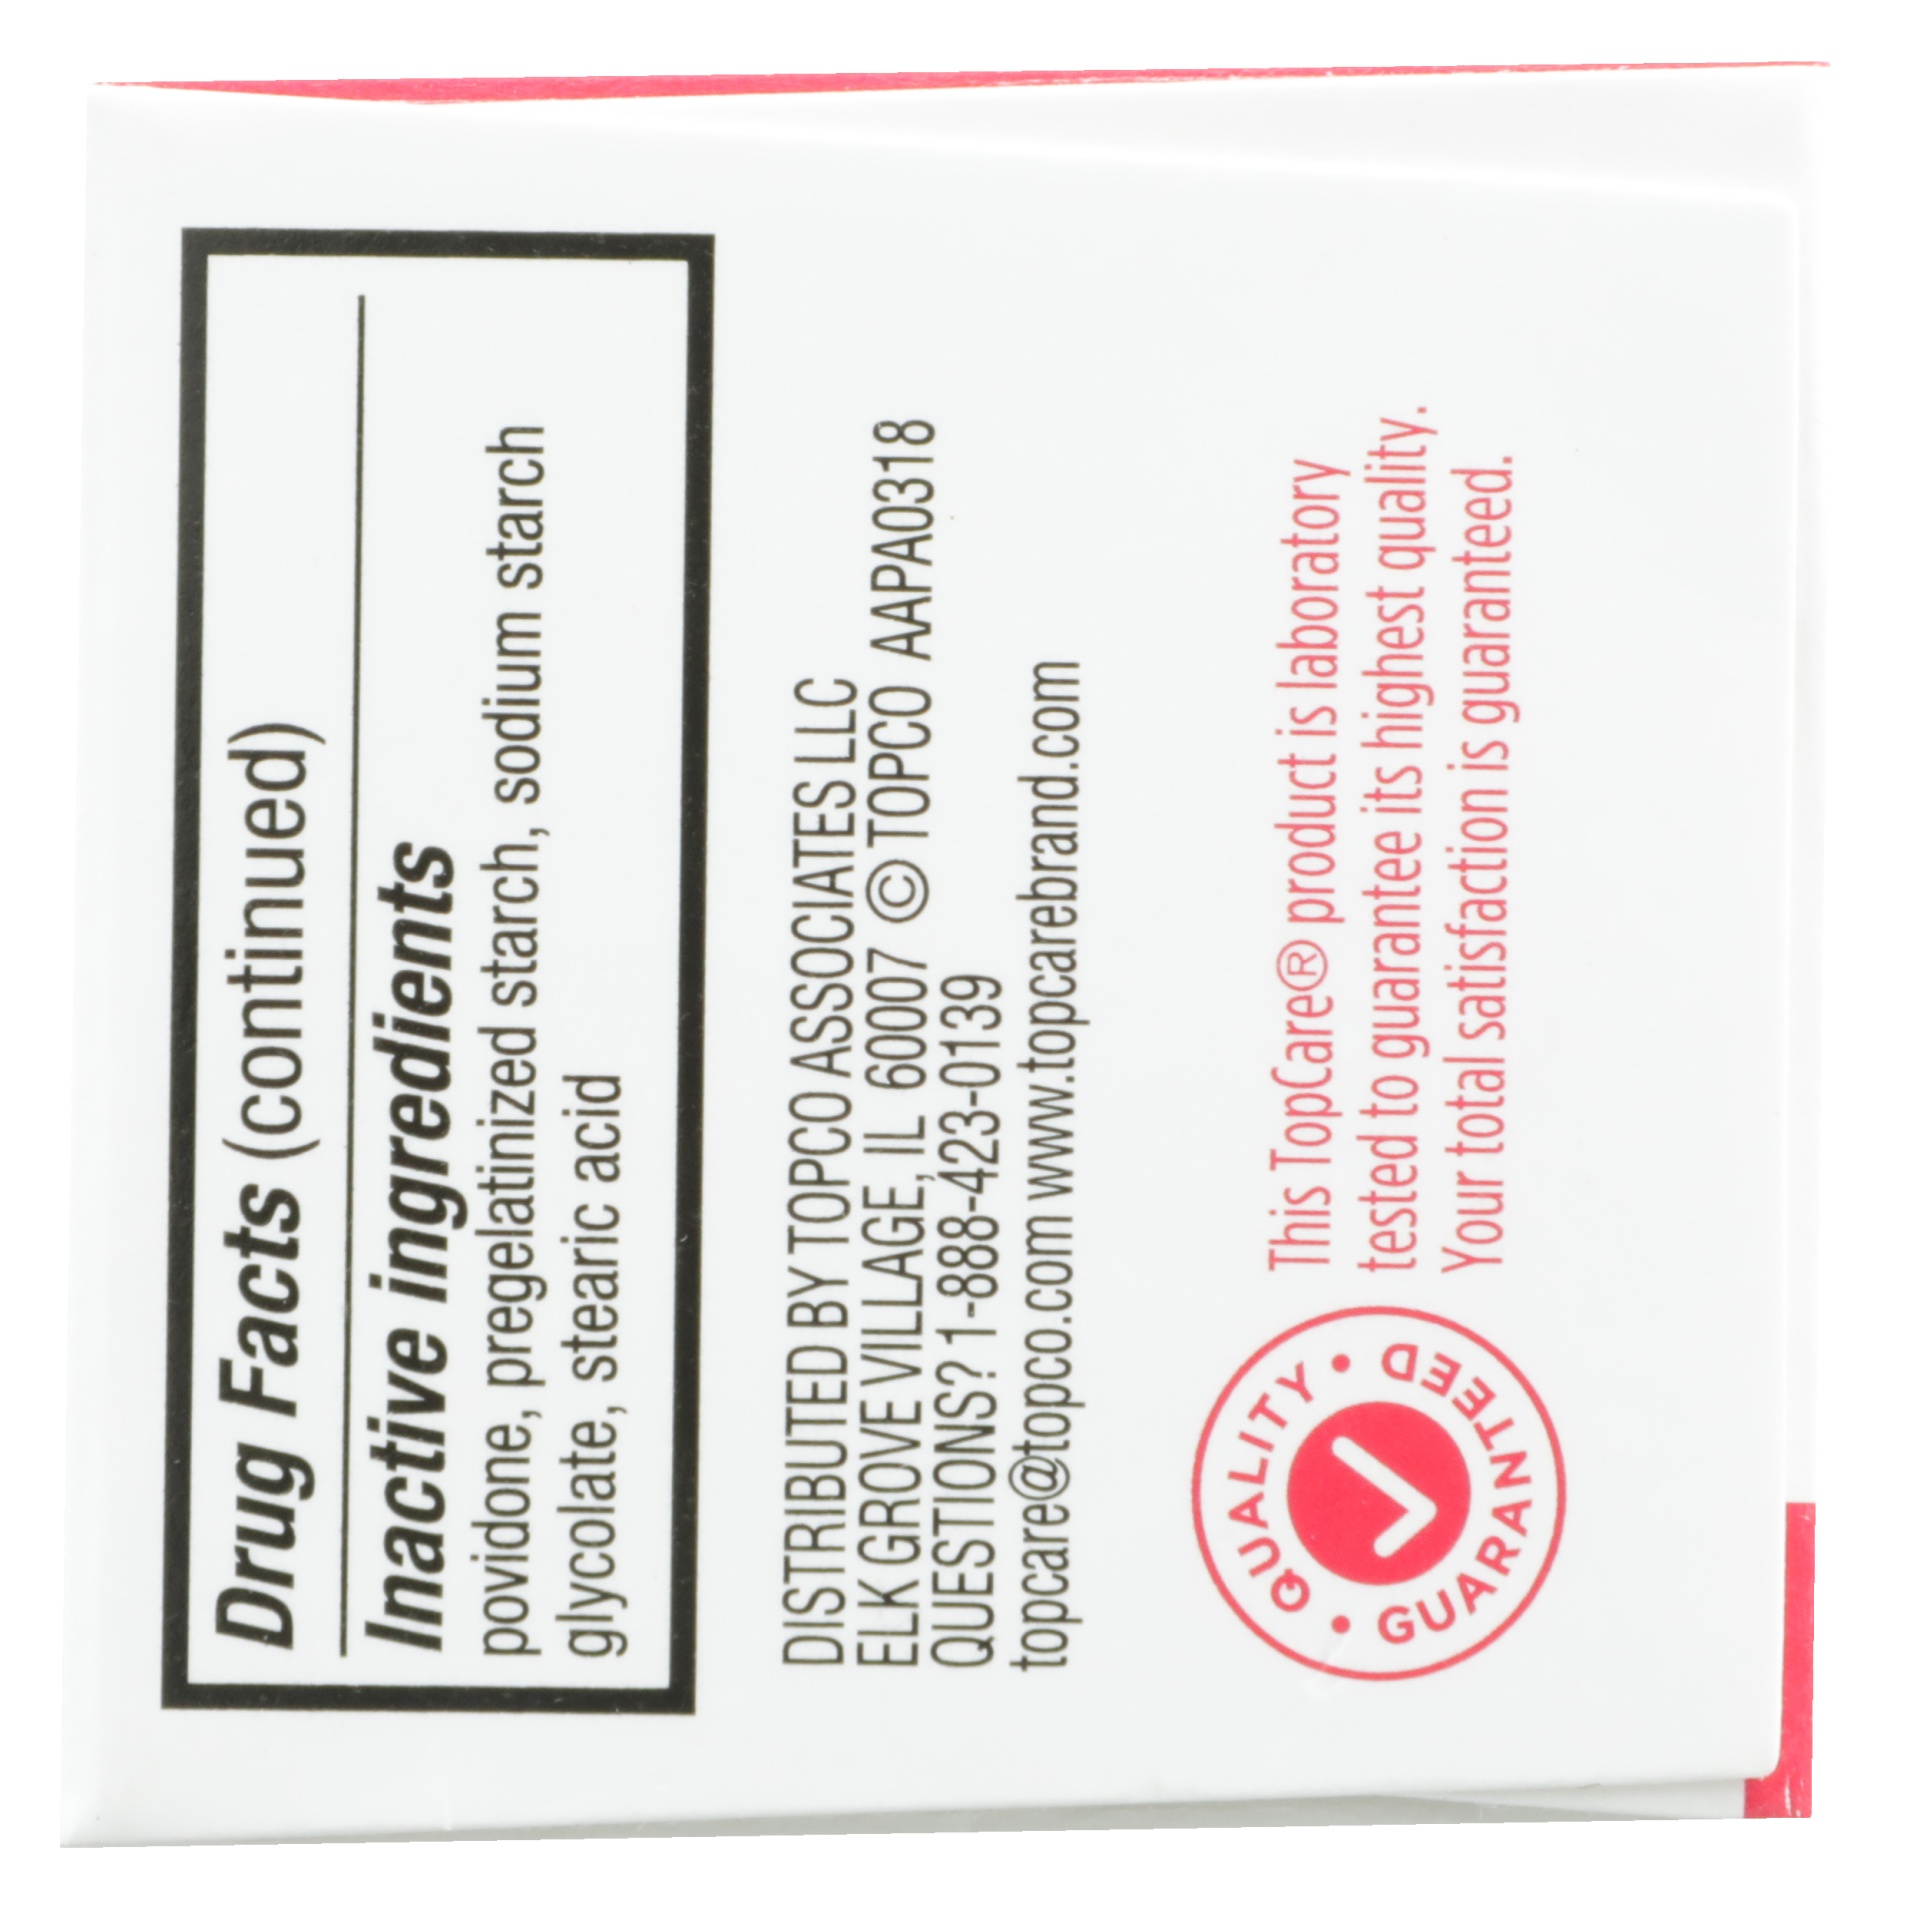 Drug Facts (continued)
Inactive ingredients
povidone, pregelatinized starch, sodium starch
glycolate, stearic acid
DISTRIBUTED BY TOPCO ASSOCIATES LLC
ELK GROVE VILLAGE, IL 60007 © TOPCO AAPA0318
QUESTIONS? 1-888-423-0139
topcare@topco.com www.topcarebrand.com
QUALITY • GUARANTEED •
This TopCare® product is laboratory
tested to guarantee its highest quality.
Your total satisfaction is guaranteed.